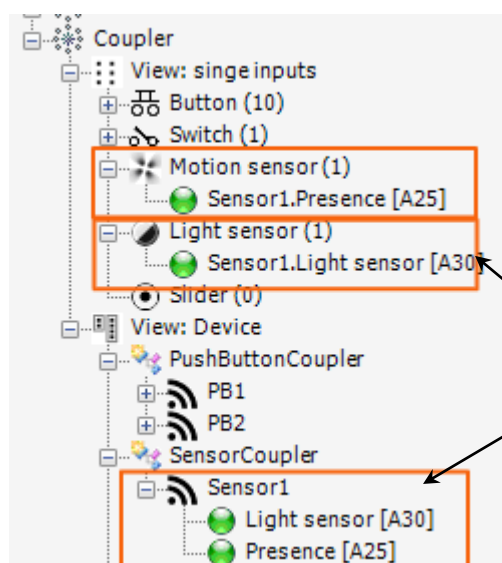 Coupler
View: singe inputs
Button (10)
Switch (1)
Motion sensor (1)
Sensor1.Presence [A25]
Light sensor (1)
Sensor1.Light sensor [A30]
Slider (0)
View: Device
PushButtonCoupler
PB1
PB2
SensorCoupler
Sensor1
Light sensor [A30]
Presence [A25]